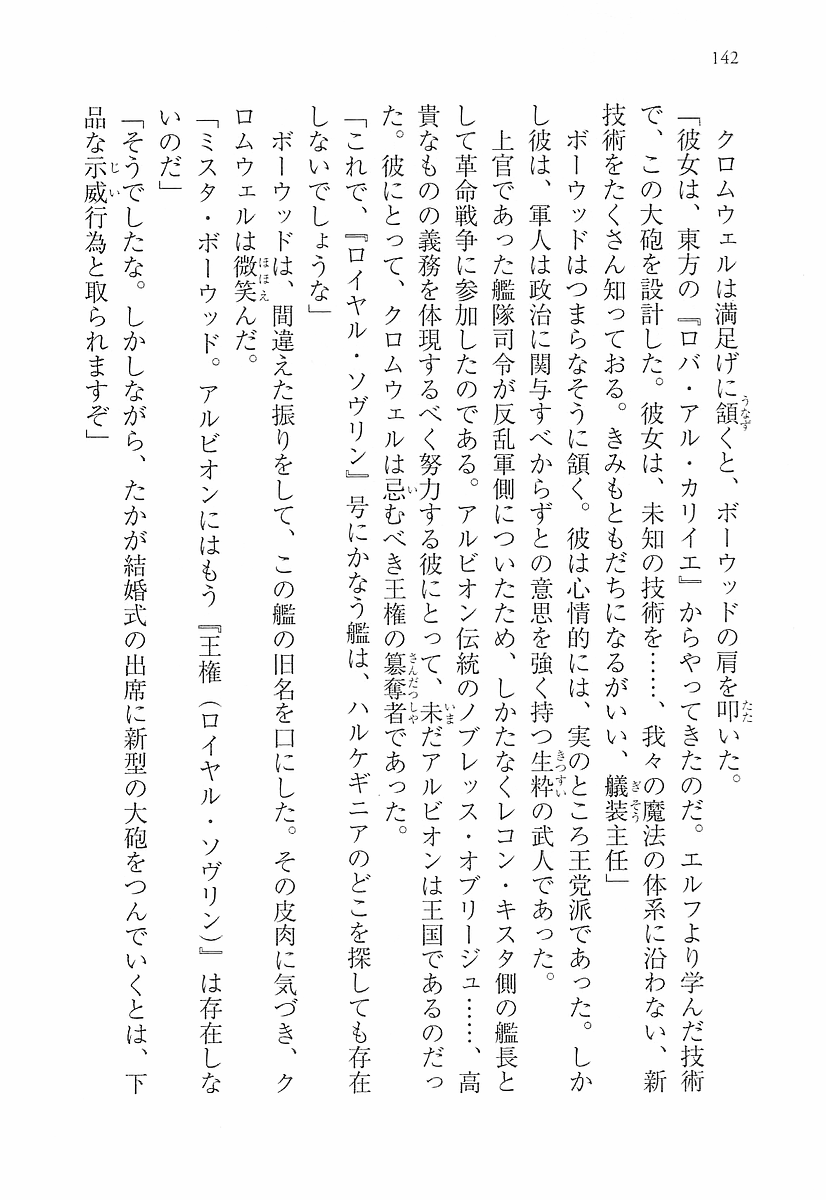 142
クロムウェルは満足げに頷くと、ボーウッドの肩を叩いた。
「彼女は、東方の『ロバ・アル・カリイエ』からやってきたのだ。エルフより学んだ技術
で、この大砲を設計した。彼女は、未知の技術を……、我々の魔法の体系に沿わない、新
技術をたくさん知っておる。きみもともだちになるがいい、艤装主任」
ボーウッドはつまらなそうに頷く。彼は心情的には、実のところ王党派であった。しか
し彼は、軍人は政治に関与すべからずとの意思を強く持つ生粋の武人であった。
上官であった艦隊司令が反乱軍側についたため、しかたなくレコン・キスタ側の艦長と
して革命戦争に参加したのである。アルビオン伝統のノブレッス・オブリージュ……、高
貴なものの義務を体現するべく努力する彼にとって、未だアルビオンは王国であるのだっ
た。彼にとって、クロムウェルは忌むべき王権の簒奪者であった。
「これで、『ロイヤル・ソヴリン』号にかなう艦は、ハルケギニアのどこを探しても存在
しないでしょうな」
ボーウッドは、間違えた振りをして、この艦の旧名を口にした。その皮肉に気づき、ク
ロムウェルは微笑んだ。
「ミスタ・ボーウッド。アルビオンにはもう『王権（ロイヤル・ソヴリン）』は存在しな
いのだ」
「そうでしたな。しかしながら、たかが結婚式の出席に新型の大砲をつんでいくとは、下
品な示威行為と取られますぞ」